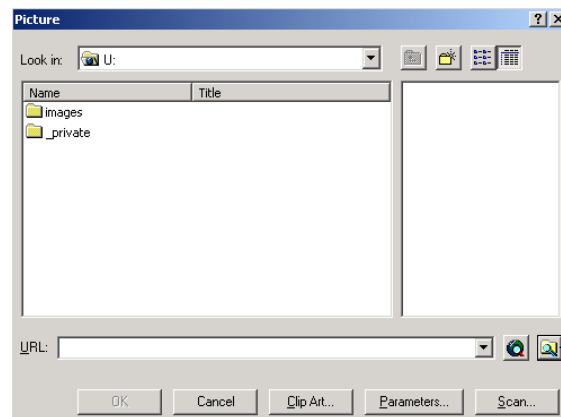 Picture
Look in: U:
Name Title
images
_private
URL:
OK Cancel Clip Art... Parameters... Scan...